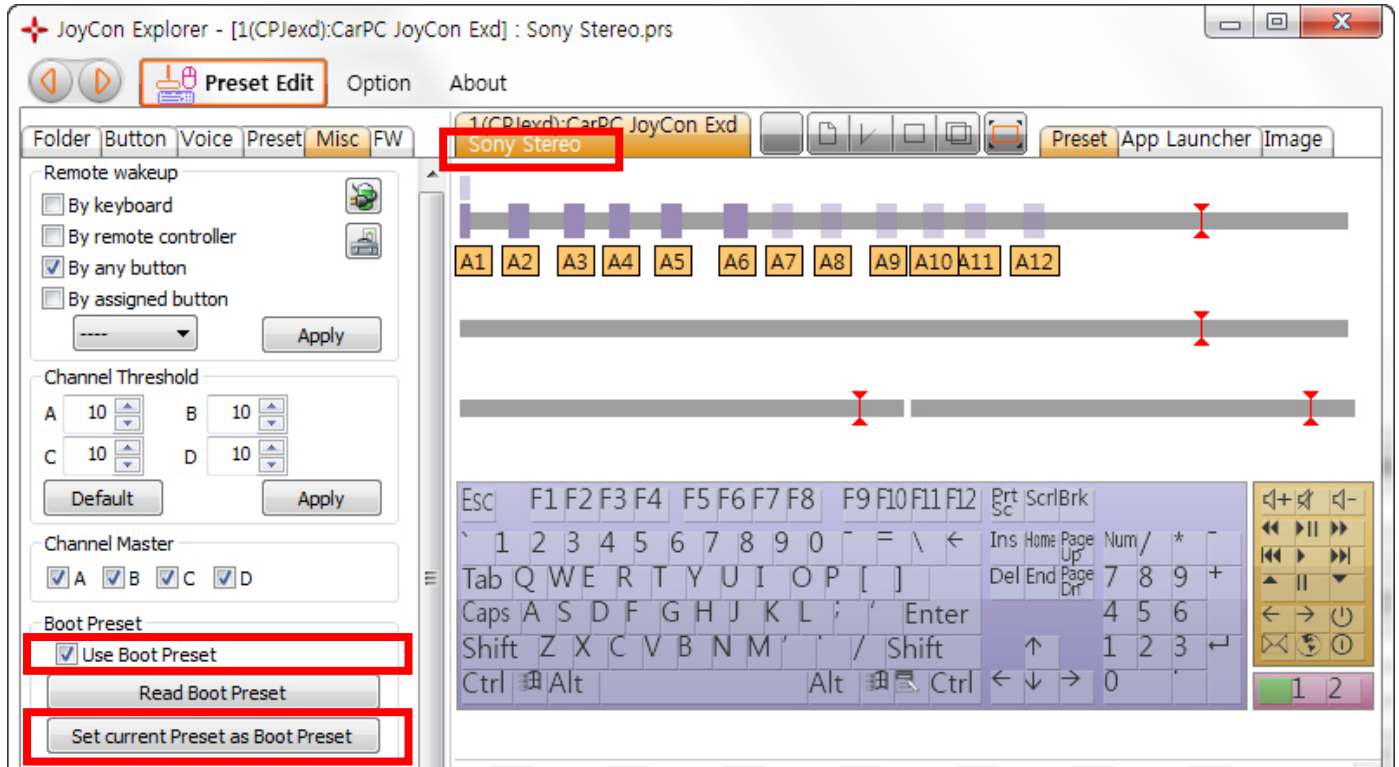 JoyCon Explorer - [1(CPJexd):CarPC JoyCon Exd] : Sony Stereo.prs
Preset Edit Option About
Folder Button Voice Preset Misc FW
1(CPJexd):CarPC JoyCon Exd
Sony Stereo
Preset App Launcher Image
Remote wakeup
By keyboard
By remote controller
By any button
By assigned button
---- Apply
Channel Threshold
A 10 B 10
C 10 D 10
Default Apply
Channel Master
A B C D
Boot Preset
Use Boot Preset
Read Boot Preset
Set current Preset as Boot Preset
A1 A2 A3 A4 A5 A6 A7 A8 A9 A10 A11 A12
Esc F1 F2 F3 F4 F5 F6 F7 F8 F9 F10 F11 F12 Prt Sc Scrl Brk
` 1 2 3 4 5 6 7 8 9 0 - = \ ← Ins Home Page Up Num / * -
Tab Q W E R T Y U I O P [ ] Del End Page Dn 7 8 9 +
Caps A S D F G H J K L ; ' Enter 4 5 6
Shift Z X C V B N M ' . / Shift ↑ 1 2 3 ↵
Ctrl Alt Alt Ctrl ← ↓ → 0 .
1 2